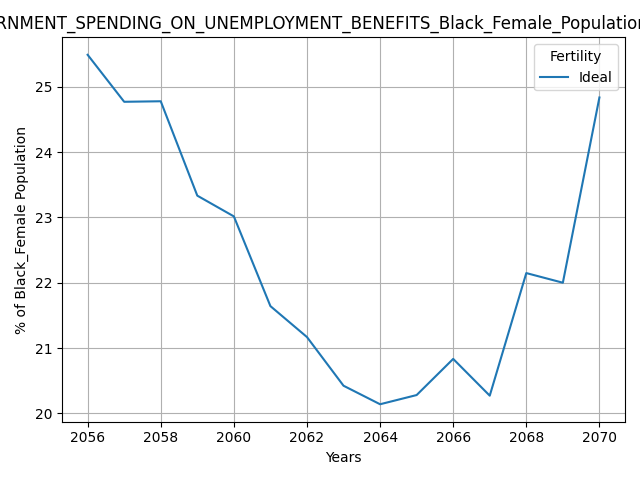 RNMENT_SPENDING_ON_UNEMPLOYMENT_BENEFITS_Black_Female_Population
Fertility
Ideal
% of Black_Female Population
25
24
23
22
21
20
2056 2058 2060 2062 2064 2066 2068 2070
Years